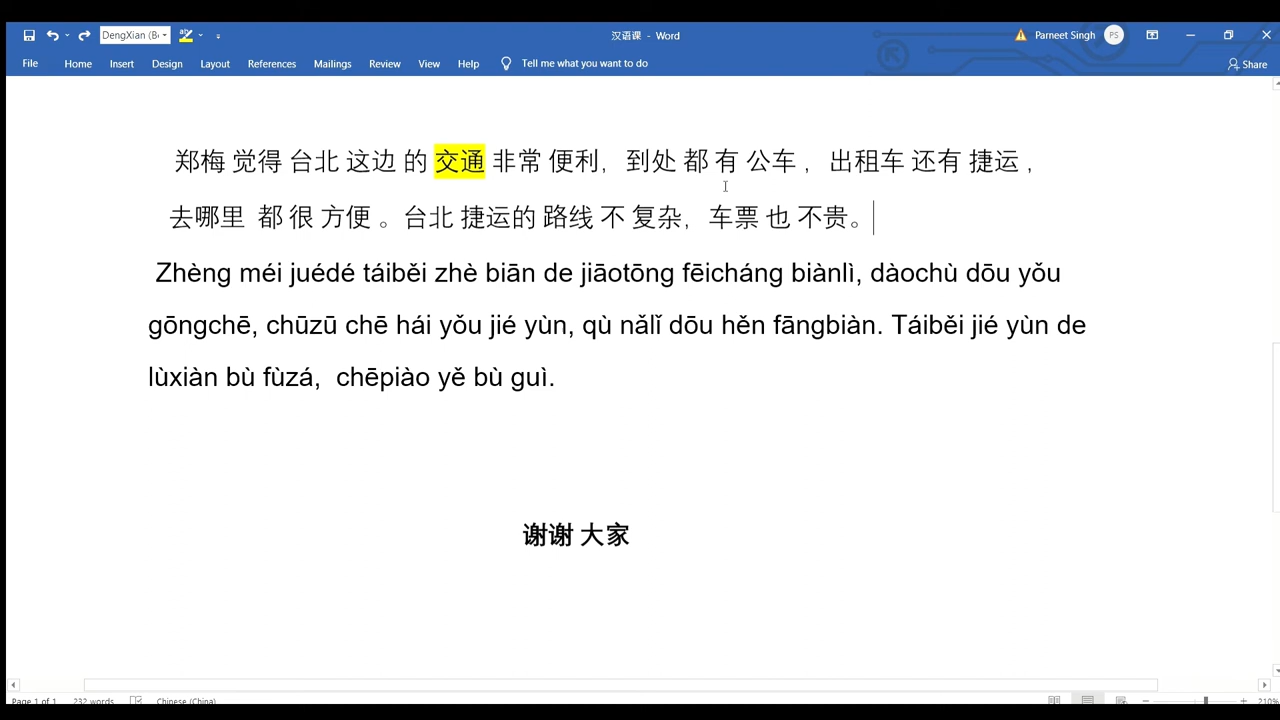 DengXian (B
汉语课 - Word
Parneet Singh PS
File Home Insert Design Layout References Mailings Review View Help Tell me what you want to do Share
郑梅 觉得 台北 这边 的 交通 非常 便利, 到处 都 有 公车 , 出租车 还有 捷运 ,
去哪里 都 很 方便 。台北 捷运的 路线 不 复杂, 车票 也 不贵。
Zhèng méi juédé táiběi zhè biān de jiāotōng fēicháng biànlì, dàochù dōu yǒu
gōngchē, chūzū chē hái yǒu jié yùn, qù nǎlǐ dōu hěn fāngbiàn. Táiběi jié yùn de
lùxiàn bù fùzá, chēpiào yě bù guì.
谢谢 大家
Page 1 of 1 232 words Chinese (China) 210%